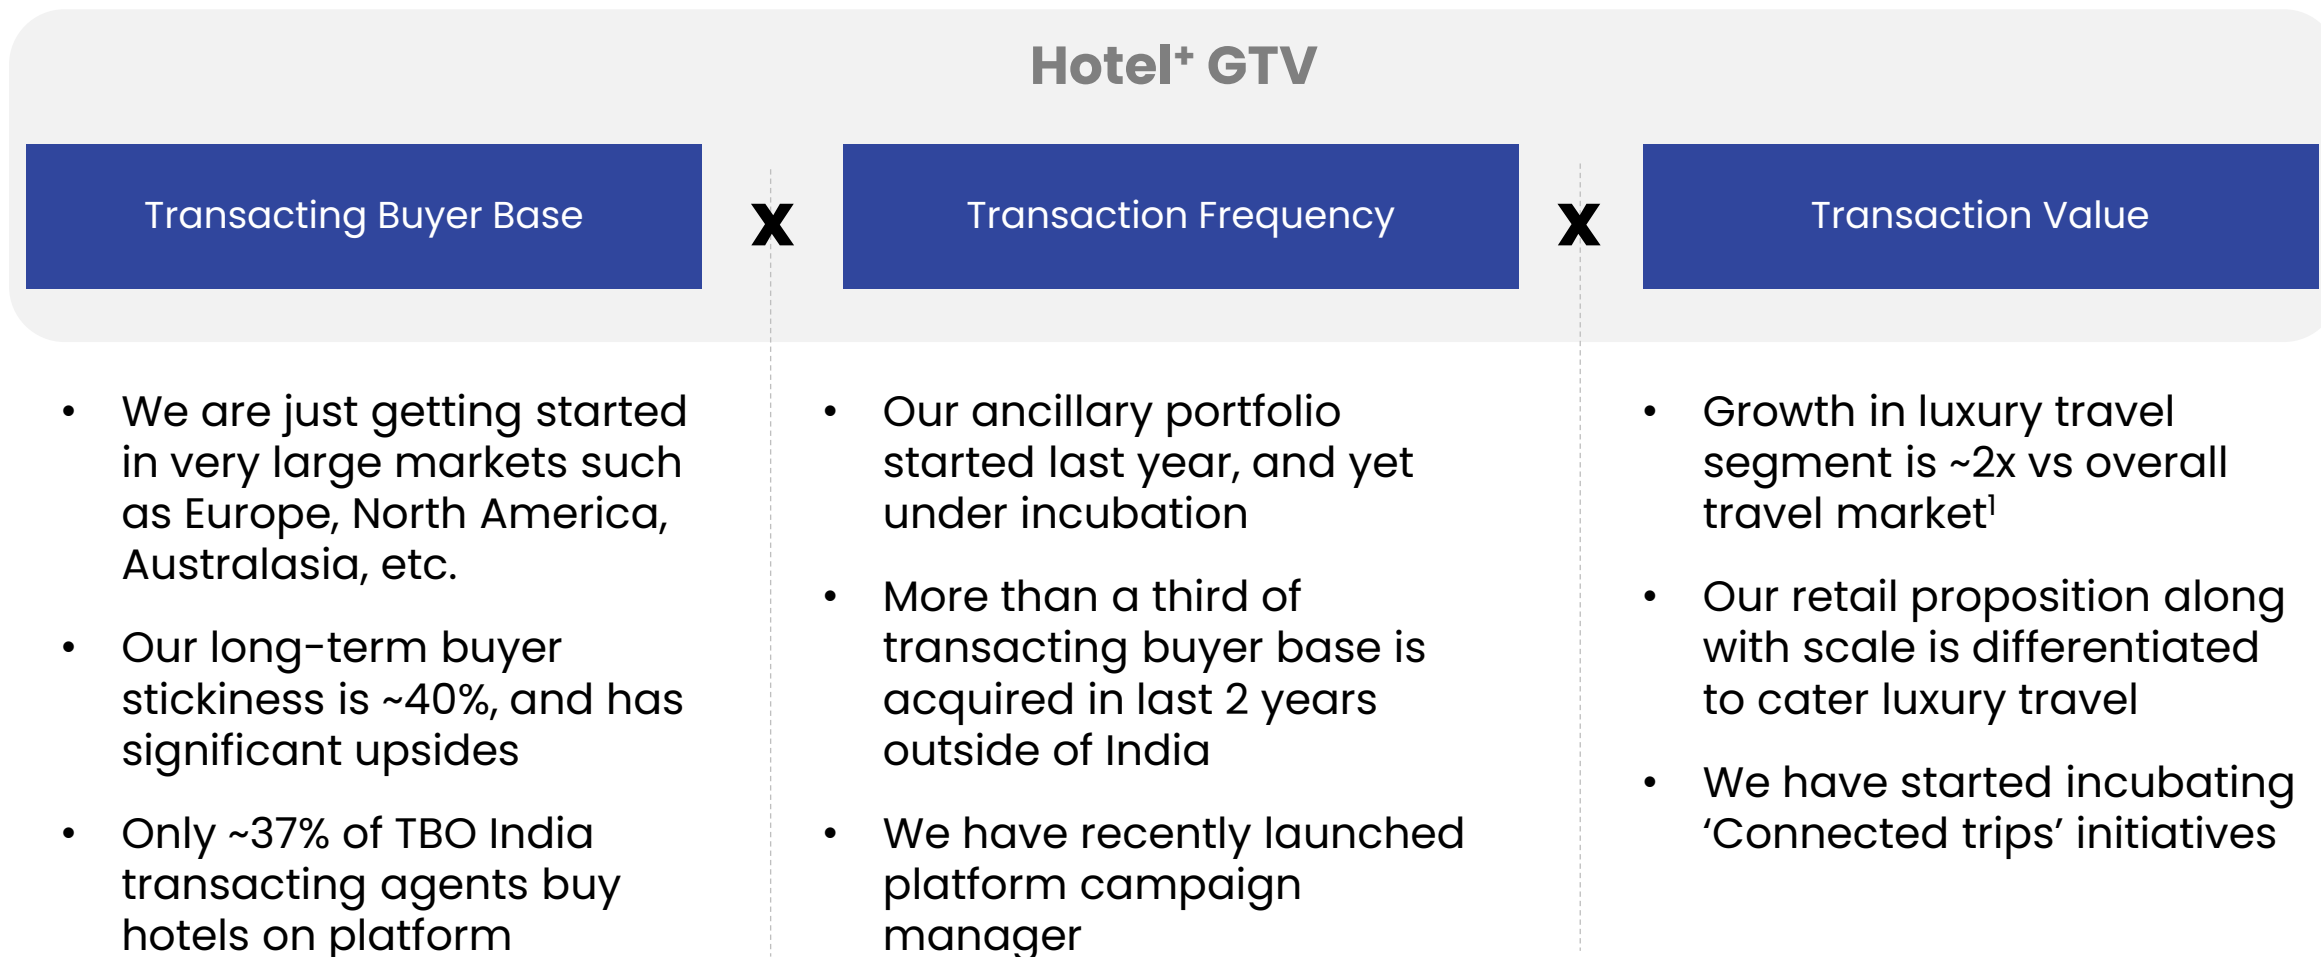 Hotel⁺ GTV
Transacting Buyer Base
x
Transaction Frequency
x
Transaction Value
• We are just getting started
in very large markets such
as Europe, North America,
Australasia, etc.
• Our long-term buyer
stickiness is ~40%, and has
significant upsides
• Only ~37% of TBO India
transacting agents buy
hotels on platform
• Our ancillary portfolio
started last year, and yet
under incubation
• More than a third of
transacting buyer base is
acquired in last 2 years
outside of India
• We have recently launched
platform campaign
manager
• Growth in luxury travel
segment is ~2x vs overall
travel market¹
• Our retail proposition along
with scale is differentiated
to cater luxury travel
• We have started incubating
‘Connected trips’ initiatives